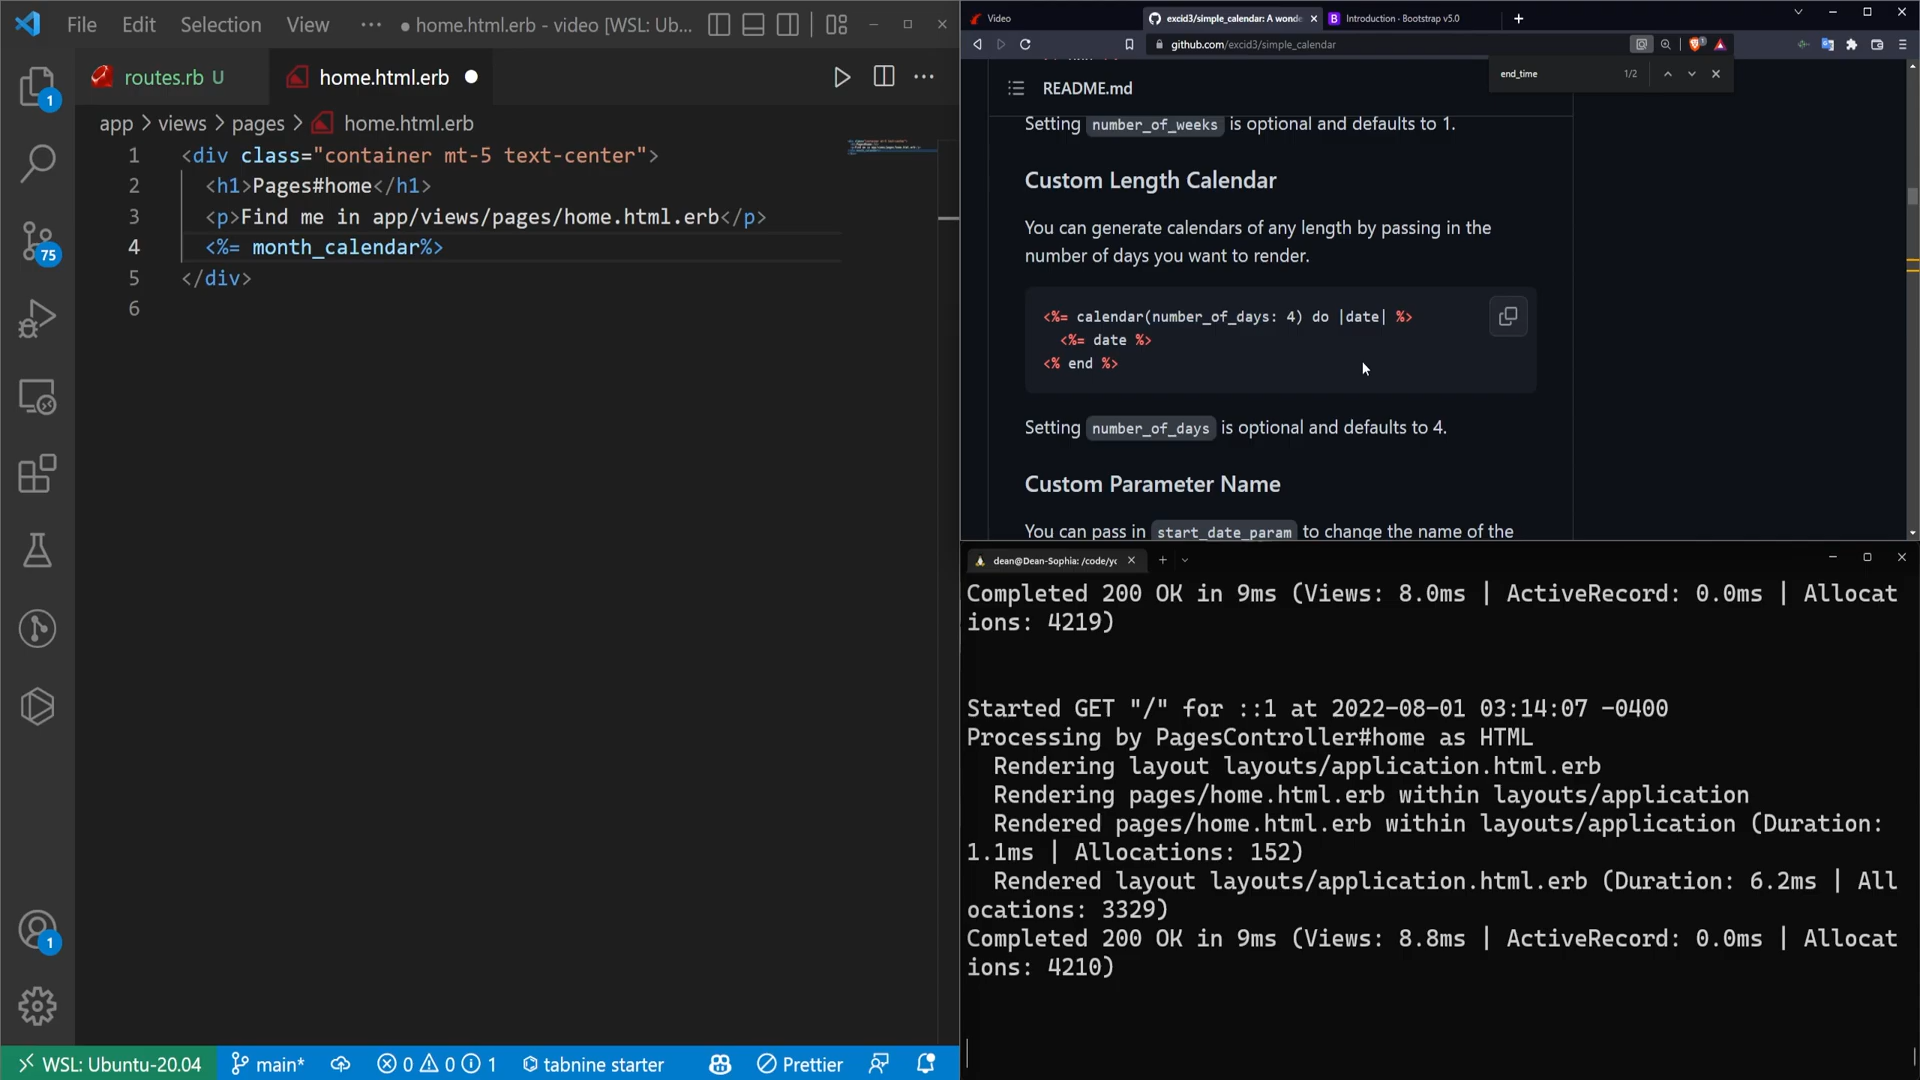 File Edit Selection View ··· ● home.html.erb - video [WSL: Ub...
routes.rb U home.html.erb
app > views > pages > home.html.erb
1 <div class="container mt-5 text-center">
2 <h1>Pages#home</h1>
3 <p>Find me in app/views/pages/home.html.erb</p>
4 <%= month_calendar%>
5 </div>
6
1
75
1
WSL: Ubuntu-20.04 main* 0 0 1 tabnine starter Prettier
Video excid3/simple_calendar: A wonde Introduction · Bootstrap v5.0
github.com/excid3/simple_calendar
end_time 1/2
README.md
Setting number_of_weeks is optional and defaults to 1.
Custom Length Calendar
You can generate calendars of any length by passing in the
number of days you want to render.
<%= calendar(number_of_days: 4) do |date| %>
<%= date %>
<% end %>
Setting number_of_days is optional and defaults to 4.
Custom Parameter Name
You can pass in start_date_param to change the name of the
dean@Dean-Sophia: /code/yc
Completed 200 OK in 9ms (Views: 8.0ms | ActiveRecord: 0.0ms | Allocat
ions: 4219)
Started GET "/" for ::1 at 2022-08-01 03:14:07 -0400
Processing by PagesController#home as HTML
Rendering layout layouts/application.html.erb
Rendering pages/home.html.erb within layouts/application
Rendered pages/home.html.erb within layouts/application (Duration:
1.1ms | Allocations: 152)
Rendered layout layouts/application.html.erb (Duration: 6.2ms | All
ocations: 3329)
Completed 200 OK in 9ms (Views: 8.8ms | ActiveRecord: 0.0ms | Allocat
ions: 4210)